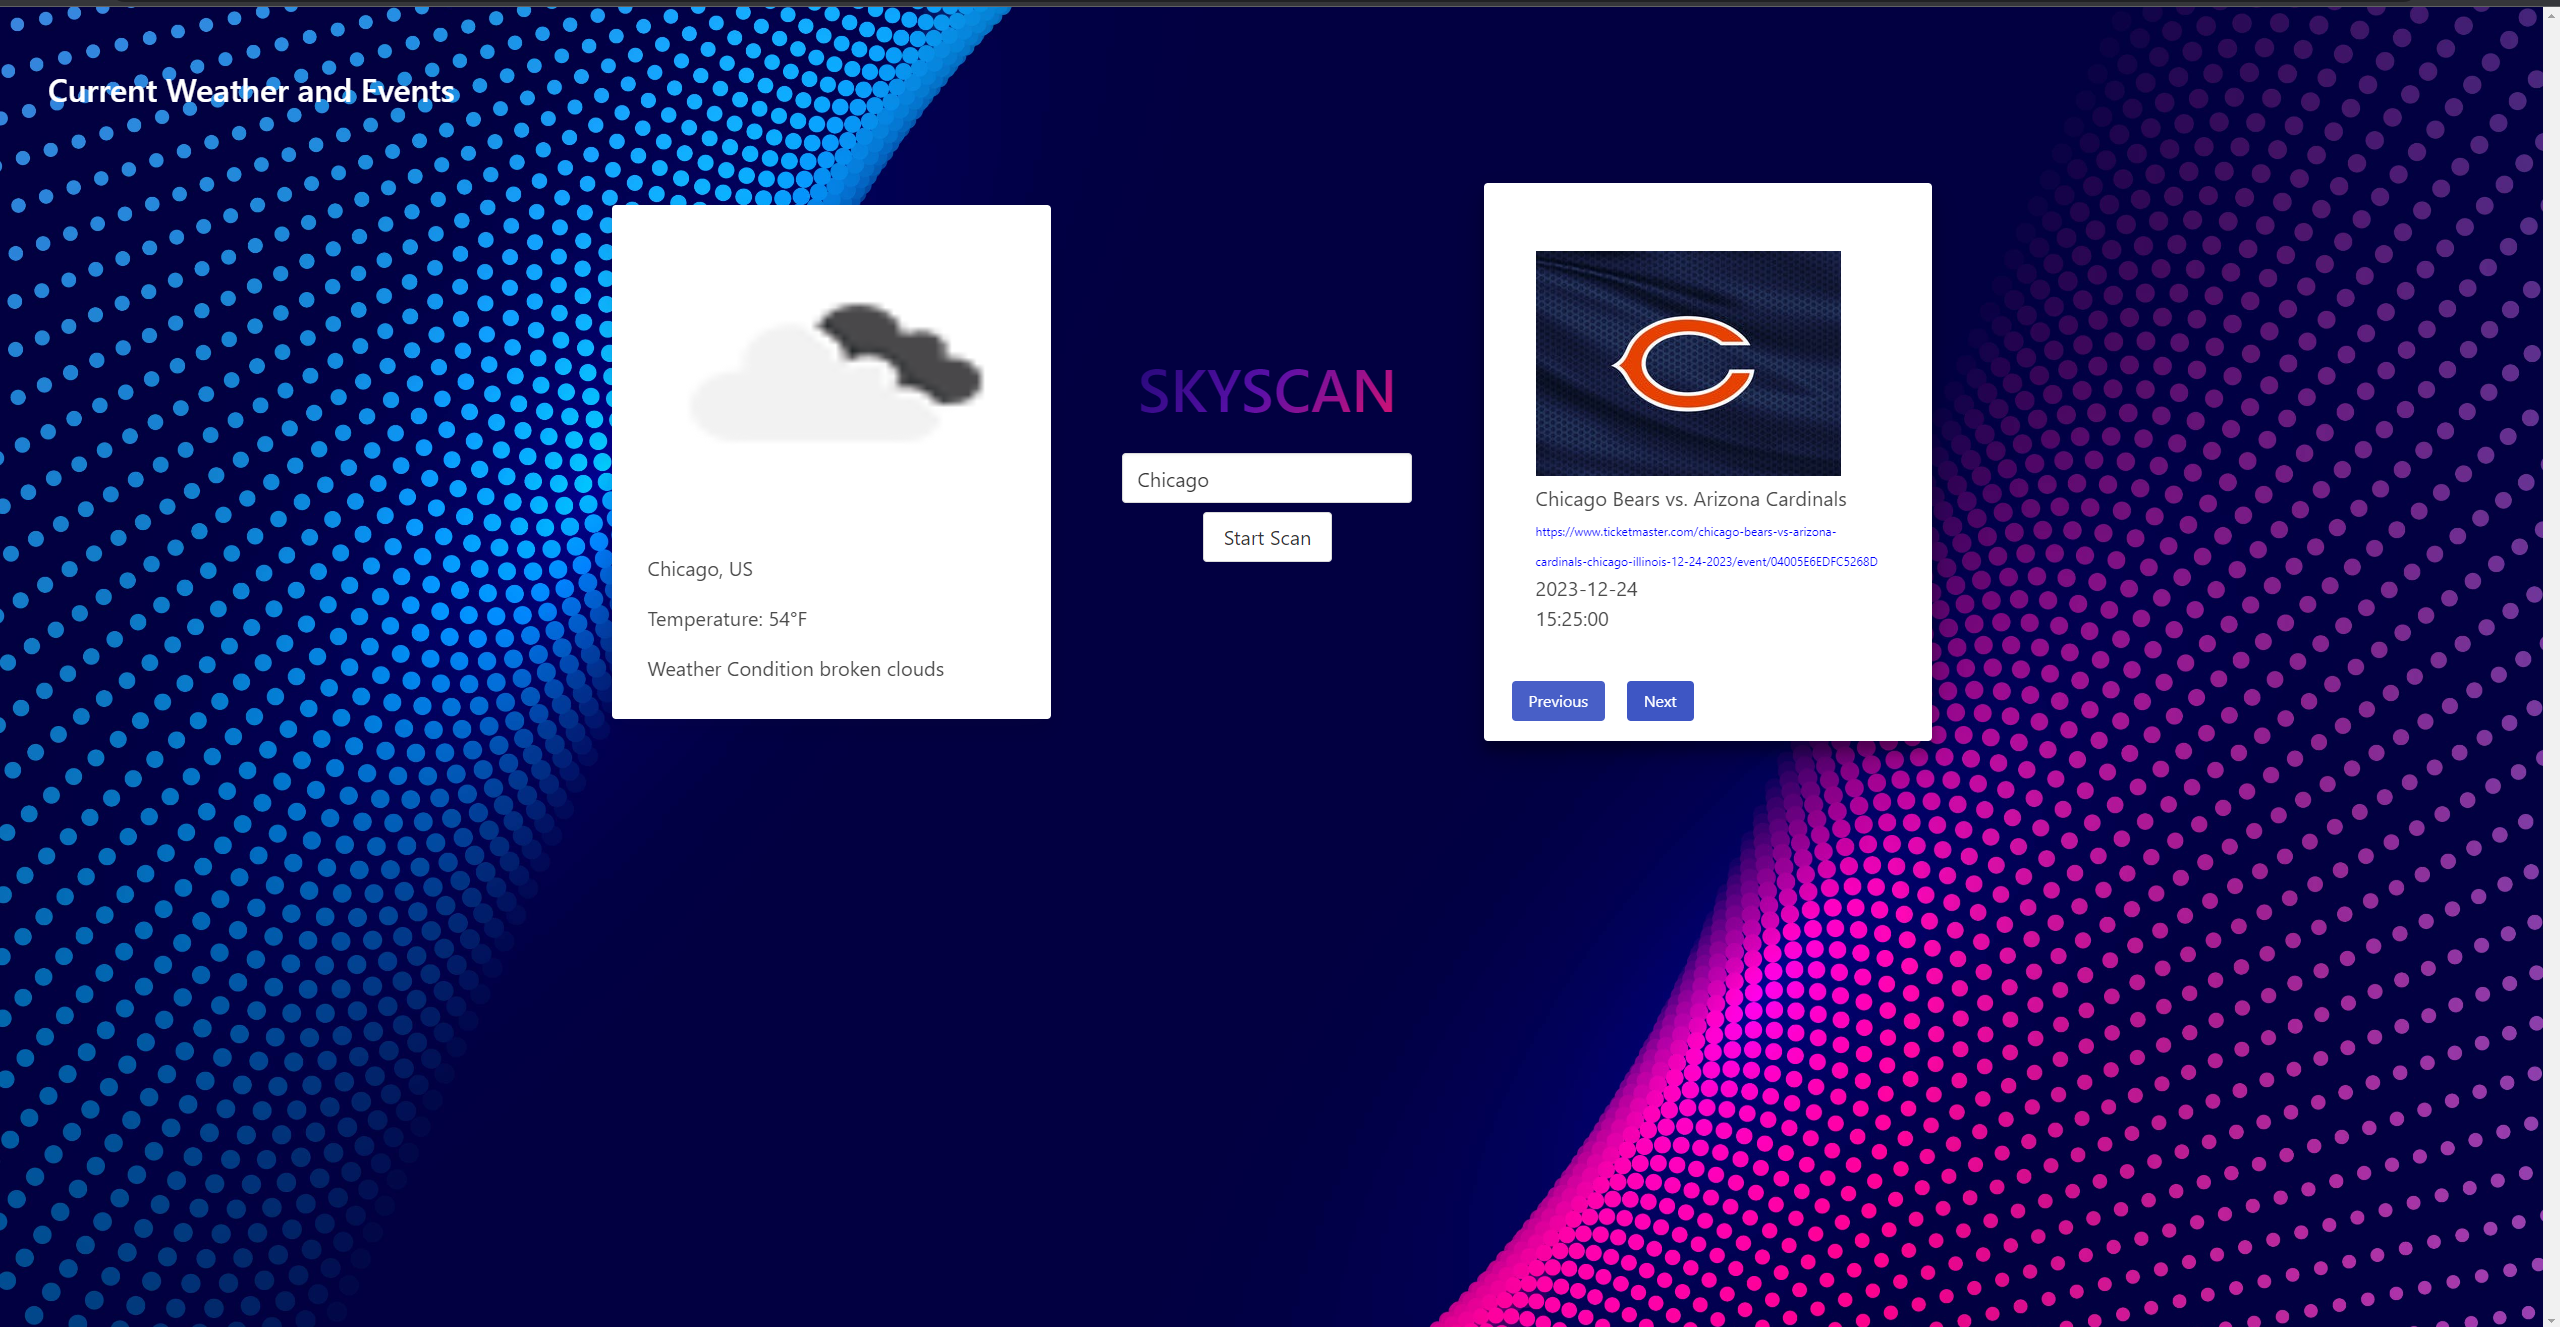 Current Weather and Events
Chicago, US
Temperature: 54°F
Weather Condition broken clouds
SKYSCAN
Chicago
Start Scan
Chicago Bears vs. Arizona Cardinals
https://www.ticketmaster.com/chicago-bears-vs-arizona-
cardinals-chicago-illinois-12-24-2023/event/04005E6EDFC5268D
2023-12-24
15:25:00
Previous Next